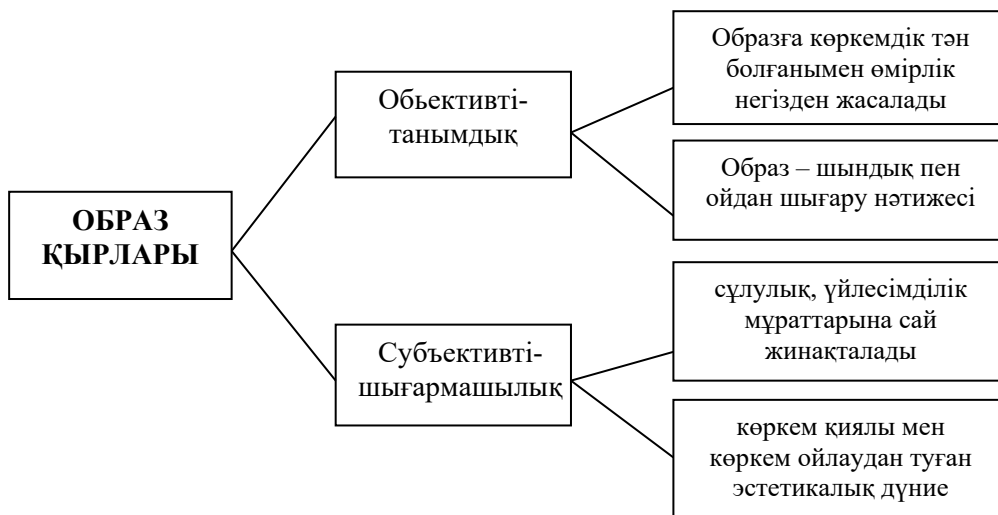 ОБРАЗ
ҚЫРЛАРЫ
Обьективті-
танымдық
Образға көркемдік тән
болғанымен өмірлік
негізден жасалады
Образ – шындық пен
ойдан шығару нәтижесі
Субъективті-
шығармашылық
сұлулық, үйлесімділік
мұраттарына сай
жинақталады
көркем қиялы мен
көркем ойлаудан туған
эстетикалық дүние